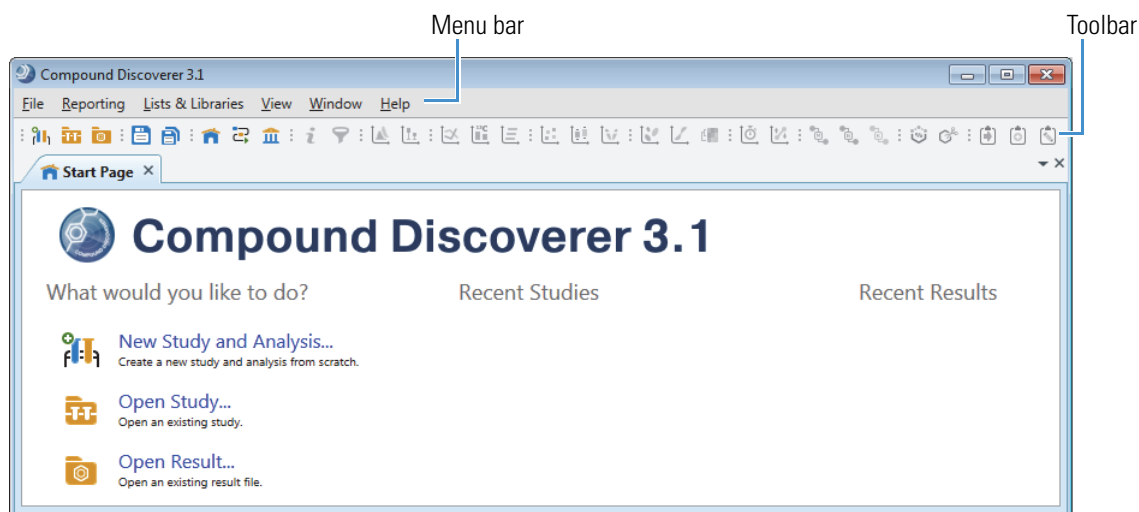 Menu bar
Toolbar
Compound Discoverer 3.1
File Reporting Lists & Libraries View Window Help
Start Page
Compound Discoverer 3.1
What would you like to do?
Recent Studies
Recent Results
New Study and Analysis...
Create a new study and analysis from scratch.
Open Study...
Open an existing study.
Open Result...
Open an existing result file.